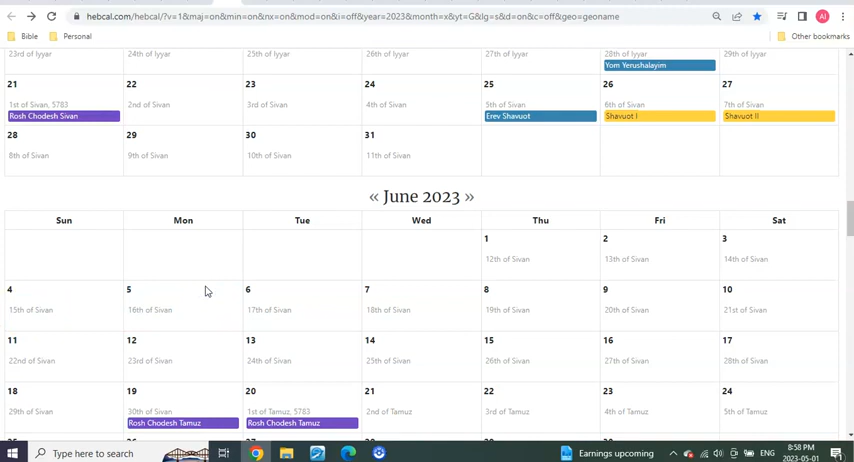 hebcal.com/hebcal/?v=1&maj=on&min=on&nx=on&mod=on&i=off&year=2023&month=x&yt=G&lg=s&d=on&c=off&geo=geoname
AI
Bible Personal Other bookmarks
23rd of Iyyar 24th of Iyyar 25th of Iyyar 26th of Iyyar 27th of Iyyar 28th of Iyyar 29th of Iyyar
Yom Yerushalayim
21 22 23 24 25 26 27
1st of Sivan, 5783 2nd of Sivan 3rd of Sivan 4th of Sivan 5th of Sivan 6th of Sivan 7th of Sivan
Rosh Chodesh Sivan Erev Shavuot Shavuot I Shavuot II
28 29 30 31
8th of Sivan 9th of Sivan 10th of Sivan 11th of Sivan
« June 2023 »
Sun Mon Tue Wed Thu Fri Sat
1 2 3
12th of Sivan 13th of Sivan 14th of Sivan
4 5 6 7 8 9 10
15th of Sivan 16th of Sivan 17th of Sivan 18th of Sivan 19th of Sivan 20th of Sivan 21st of Sivan
11 12 13 14 15 16 17
22nd of Sivan 23rd of Sivan 24th of Sivan 25th of Sivan 26th of Sivan 27th of Sivan 28th of Sivan
18 19 20 21 22 23 24
29th of Sivan 30th of Sivan 1st of Tamuz, 5783 2nd of Tamuz 3rd of Tamuz 4th of Tamuz 5th of Tamuz
Rosh Chodesh Tamuz Rosh Chodesh Tamuz
Type here to search Earnings upcoming ENG 8:58 PM
2023-05-01